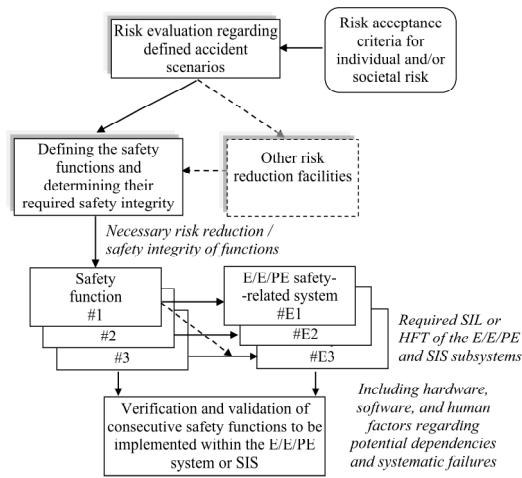 Risk evaluation regarding
defined accident
scenarios
Risk acceptance
criteria for
individual and/or
societal risk
Defining the safety
functions and
determining their
required safety integrity
Other risk
reduction facilities
Necessary risk reduction /
safety integrity of functions
Safety
function
#1
#2
#3
E/E/PE safety-
-related system
#E1
#E2
#E3
Required SIL or
HFT of the E/E/PE
and SIS subsystems
Verification and validation of
consecutive safety functions to be
implemented within the E/E/PE
system or SIS
Including hardware,
software, and human
factors regarding
potential dependencies
and systematic failures